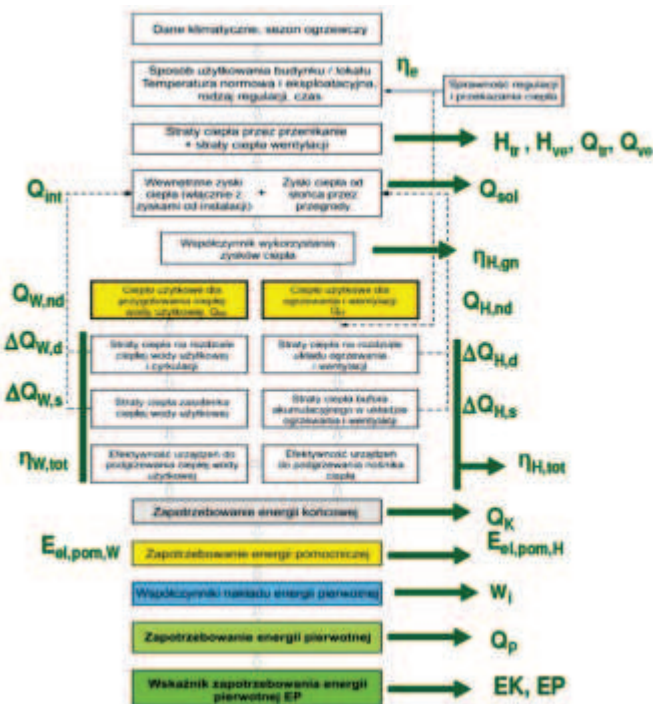 Dane klimatyczne, sezon ogrzewczy
Sposób użytkowania budynku / lokalu
Temperatura normowa i eksploatacyjna,
rodzaj regulacji, czas
ηe
Sprawność regulacji
i przekazania ciepła
Straty ciepła przez przenikanie
+ straty ciepła wentylacji
Htr , Hve, Qtr, Qve
Qint
Wewnętrzne zyski
ciepła (włącznie z
zyskami od instalacji)
+
Zyski ciepła od
słońca przez
przegrody
Qsol
Współczynnik wykorzystania
zysków ciepła
ηH,gn
QW,nd
Ciepło użytkowe dla
przygotowania ciepłej
wody użytkowej,
Ciepło użytkowe dla
ogrzewania i wentylacji
QH,nd
ΔQW,d
Straty ciepła na rozdziale
ciepłej wody użytkowej
i cyrkulacji
Straty ciepła na rozdziale
układu ogrzewania
i wentylacji
ΔQH,d
ΔQW,s
Straty ciepła zasobnika
ciepłej wody użytkowej
Straty ciepła bufora
akumulacyjnego w układzie
ogrzewania i wentylacji
ΔQH,s
ηW,tot
Efektywność urządzeń do
podgrzewania ciepłej wody
użytkowej
Efektywność urządzeń
do podgrzewania nośnika
ciepła
ηH,tot
Zapotrzebowanie energii końcowej
QK
Eel,pom,W
Zapotrzebowanie energii pomocniczej
Eel,pom,H
Współczynniki nakładu energii pierwotnej
wi
Zapotrzebowanie energii pierwotnej
Qp
Wskaźnik zapotrzebowania energii
pierwotnej EP
EK, EP